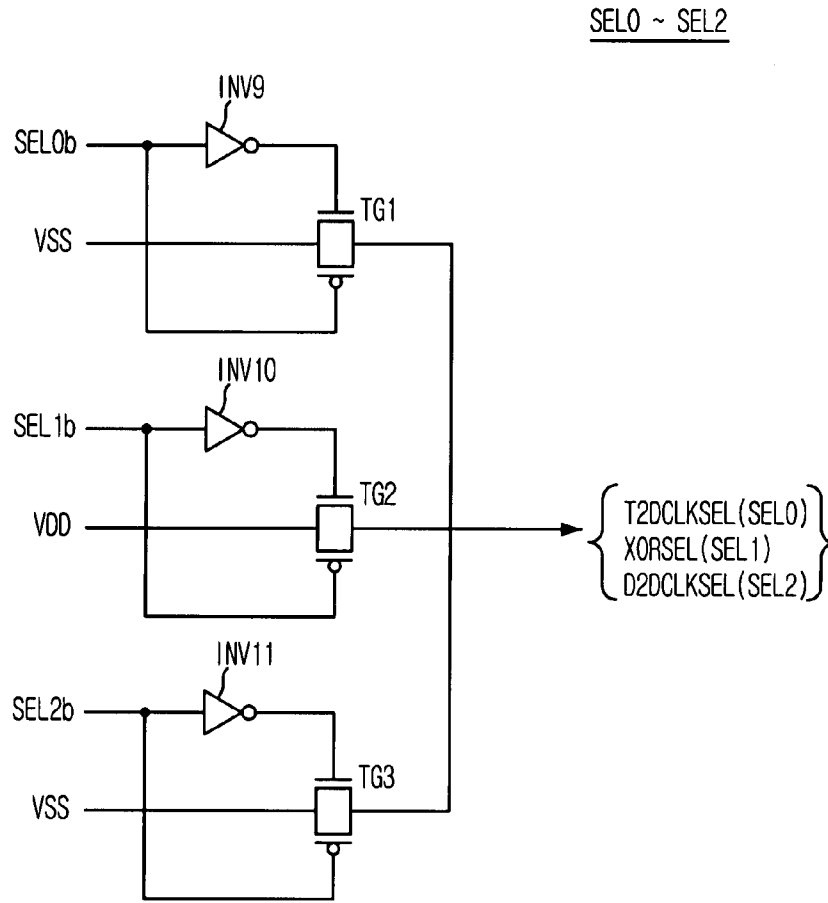 SEL0 ~ SEL2
INV9
SEL0b
TG1
VSS
INV10
SEL1b
TG2
VDD
T2DCLKSEL(SEL0)
XORSEL(SEL1)
D2DCLKSEL(SEL2)
INV11
SEL2b
TG3
VSS